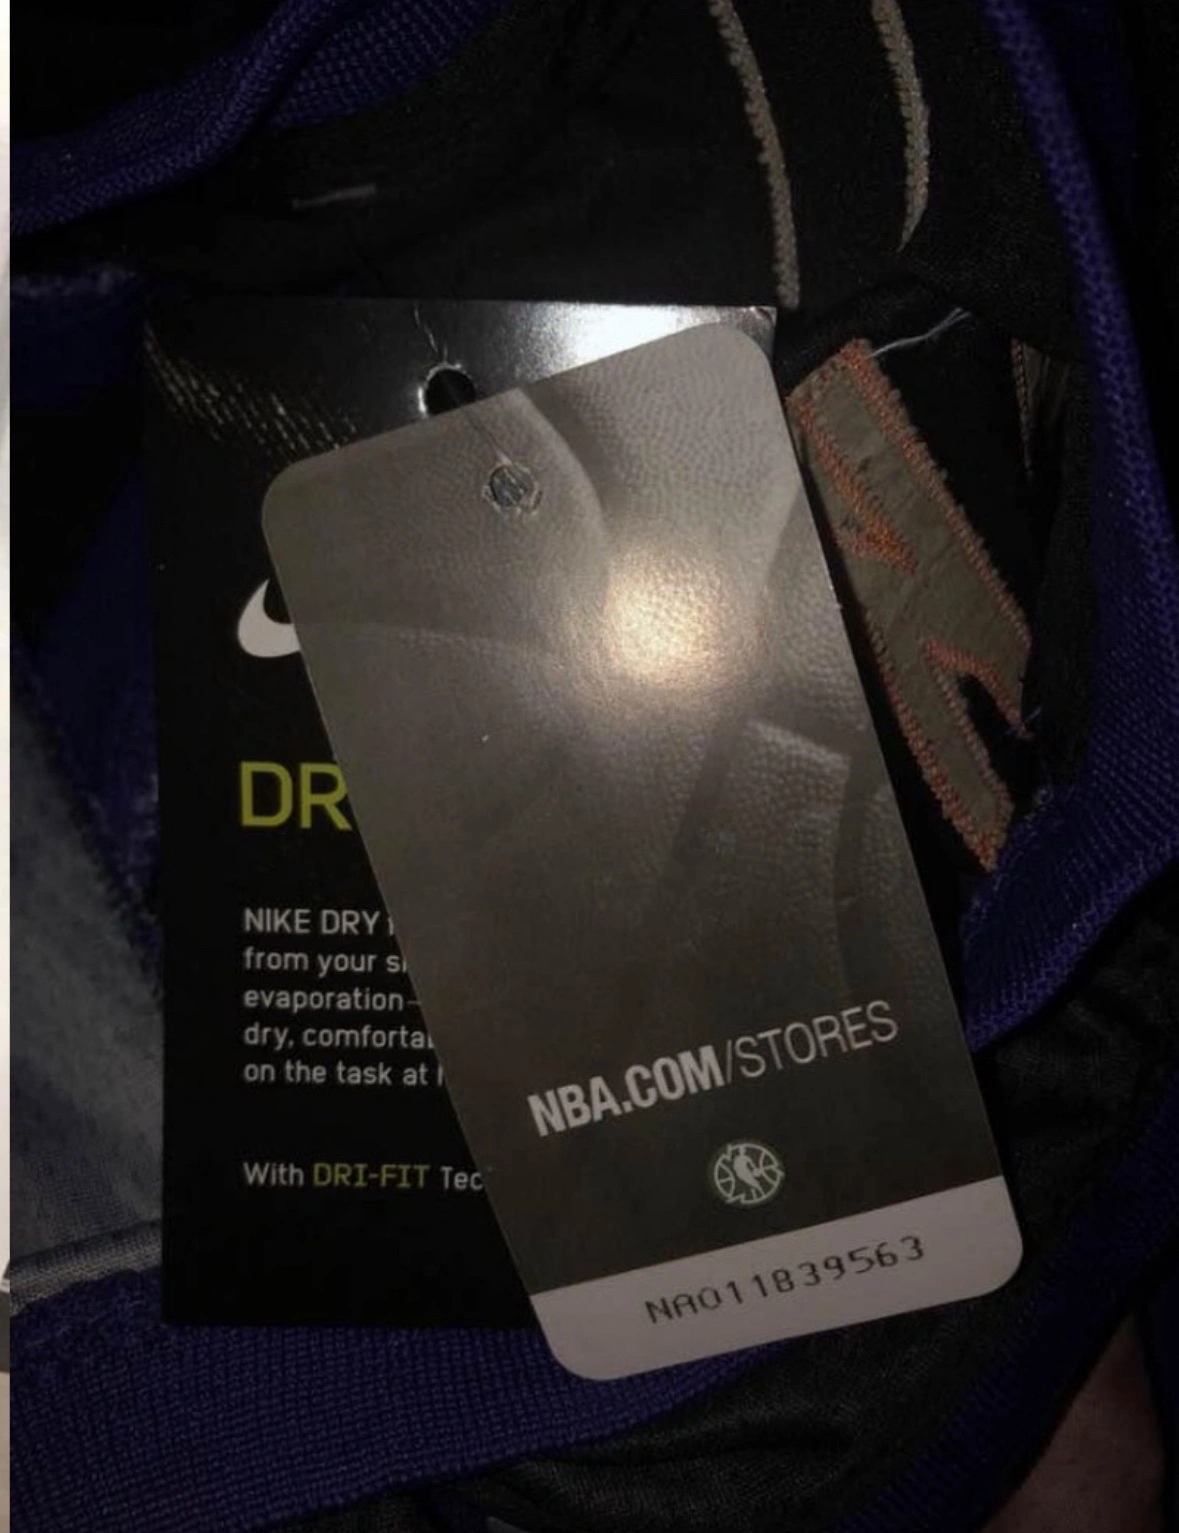 DR
NIKE DRY
from your
evaporation—
dry, comforta
on the task at
With DRI-FIT Tec
NBA.COM/STORES
NA011839563